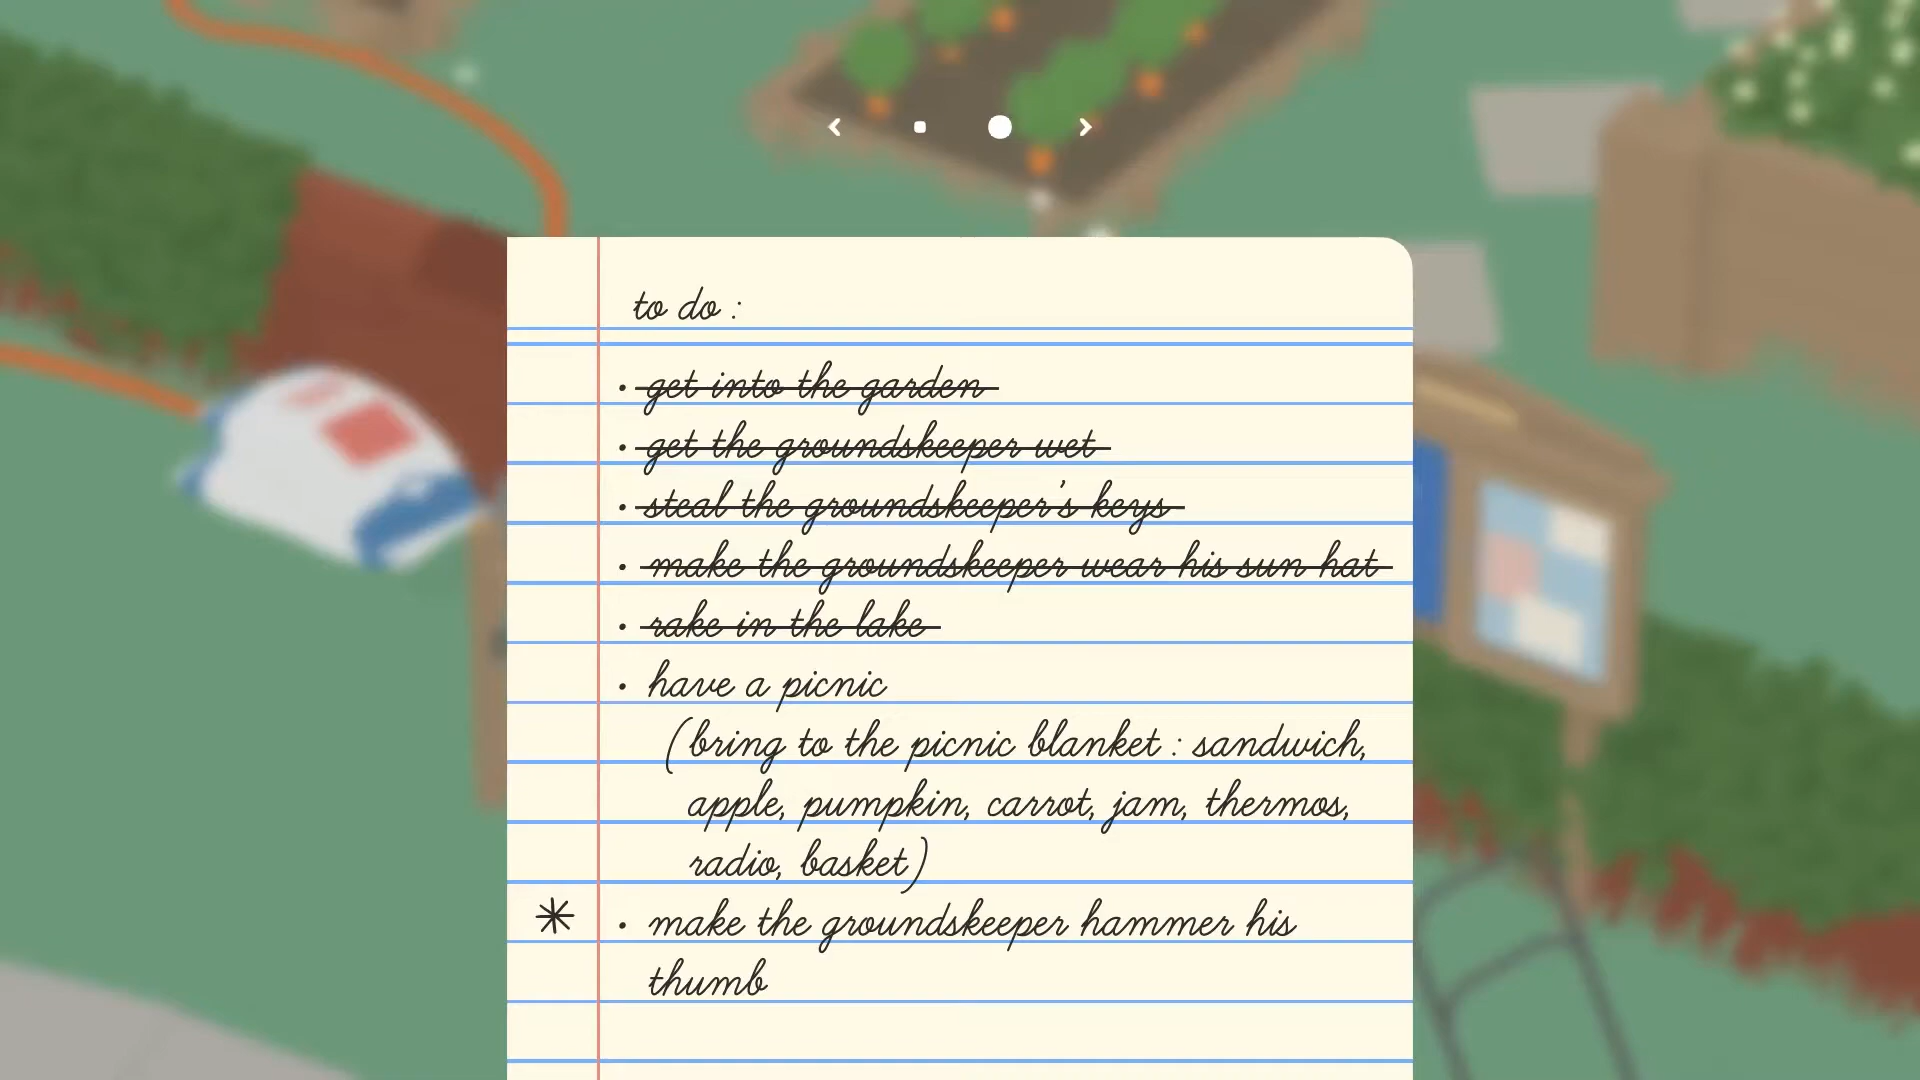 to do :
• get into the garden
• get the groundskeeper wet
• steal the groundskeeper's keys
• make the groundskeeper wear his sun hat
• rake in the lake
• have a picnic
(bring to the picnic blanket : sandwich,
apple, pumpkin, carrot, jam, thermos,
radio, basket)
* • make the groundskeeper hammer his
thumb